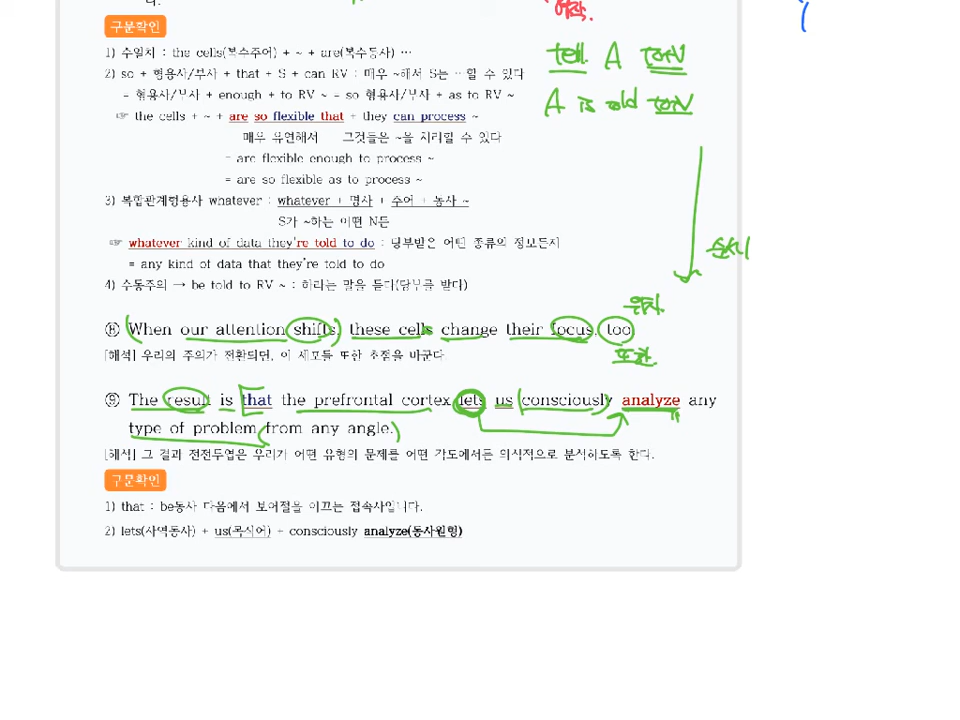 다.
구문확인
1) 수일치 : the cells(복수주어) + ~ + are(복수동사) …
tell A to V
2) so + 형용사/부사 + that + S + can RV : 매우 ~해서 S는 ‥할 수 있다
= 형용사/부사 + enough + to RV ~ = so 형용사/부사 + as to RV ~
A is told to V
☞ the cells + ~ + are so flexible that + they can process ~
매우 유연해서 그것들은 ~을 처리할 수 있다
= are flexible enough to process ~
= are so flexible as to process ~
3) 복합관계형용사 whatever : whatever + 명사 + 주어 + 동사 ~
S가 ~하는 어떤 N든
☞ whatever kind of data they're told to do : 당부받은 어떤 종류의 정보든지
= any kind of data that they're told to do
4) 수동주의 → be told to RV ~ : 하라는 말을 듣다(당부를 받다)
⑧ When our attention shifts, these cells change their focus, too
또한
[해석] 우리의 주의가 전환되면, 이 세포들 또한 초점을 바꾼다
⑨ The result is that the prefrontal cortex lets us consciously analyze any
type of problem from any angle.
[해석] 그 결과 전전두엽은 우리가 어떤 유형의 문제를 어떤 각도에서든 의식적으로 분석하도록 한다.
구문확인
1) that : be동사 다음에서 보어절을 이끄는 접속사입니다.
2) lets(사역동사) + us(목적어) + consciously analyze(동사원형)